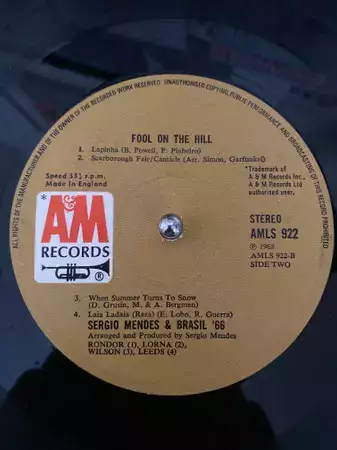 ALL RIGHTS OF THE MANUFACTURER AND OF THE OWNER OF THE RECORDED WORK RESERVED UNAUTHORISED COPYING, PUBLIC PERFORMANCE AND BROADCASTING OF THIS RECORD PROHIBITED
FOOL ON THE HILL
1. Lapinha (B. Powell, P. Pinheiro)
2. Scarborough Fair/Canticle (Arr. Simon, Garfunkel)
Speed 33⅓ r.p.m.
Made in England
*Trademark of
A & M Records Inc.,
A & M Records Ltd
authorised user.
*
A&M
RECORDS
®
STEREO
AMLS 922
℗ 1968
AMLS 922-B
SIDE TWO
3. When Summer Turns To Snow
(D. Grusin, M. & A. Bergman)
4. Laia Ladaia (Reza) (E. Lobo, R. Guerra)
SERGIO MENDES & BRASIL '66
Arranged and Produced by Sergio Mendes
RONDOR (1), LORNA (2),
WILSON (3), LEEDS (4)